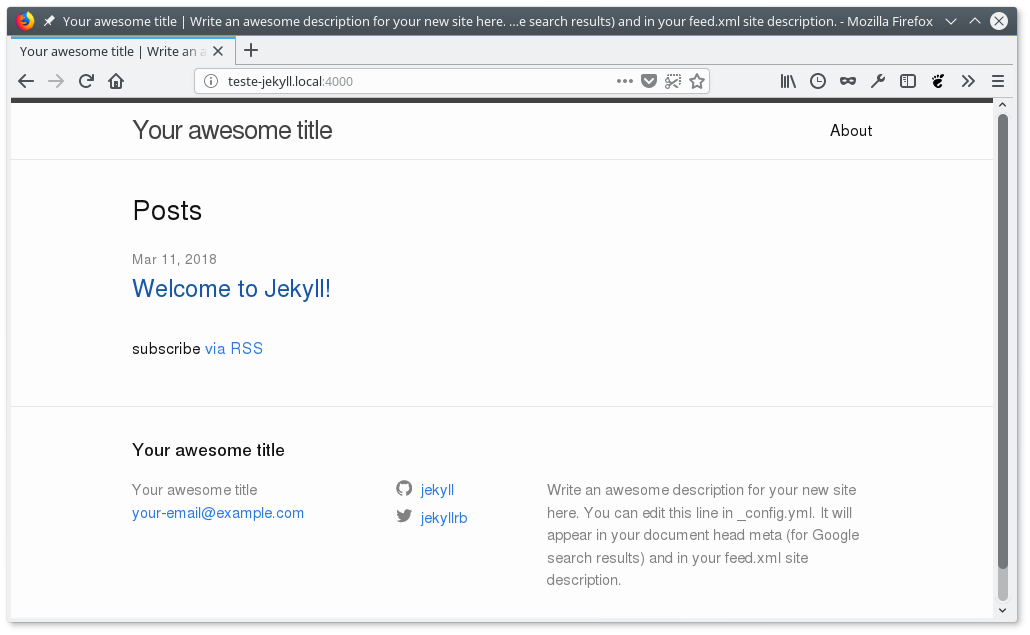 Your awesome title | Write an awesome description for your new site here. ...e search results) and in your feed.xml site description. - Mozilla Firefox
Your awesome title | Write an a
teste-jekyll.local:4000
Your awesome title
About
Posts
Mar 11, 2018
Welcome to Jekyll!
subscribe via RSS
Your awesome title
Your awesome title
your-email@example.com
jekyll
jekyllrb
Write an awesome description for your new site
here. You can edit this line in _config.yml. It will
appear in your document head meta (for Google
search results) and in your feed.xml site
description.